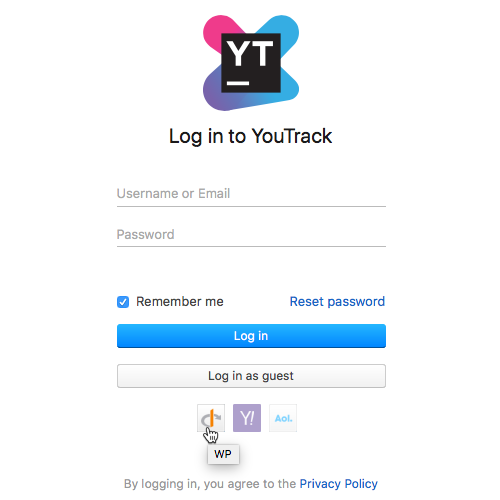 YT
Log in to YouTrack
Username or Email
Password
Remember me
Reset password
Log in
Log in as guest
Y!
Aol.
WP
By logging in, you agree to the Privacy Policy